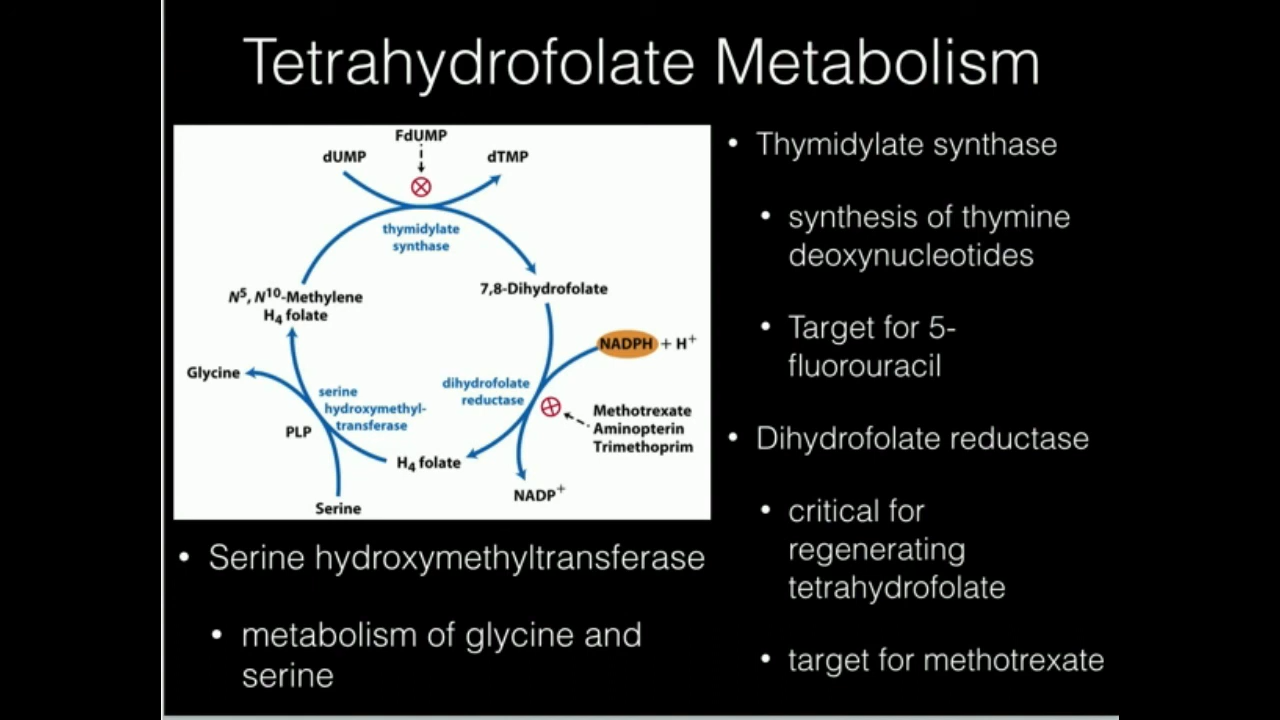 Tetrahydrofolate Metabolism
FdUMP
dUMP
dTMP
thymidylate
synthase
N5, N10-Methylene
H4 folate
7,8-Dihydrofolate
NADPH + H+
Glycine
serine
hydroxymethyl-
transferase
dihydrofolate
reductase
Methotrexate
Aminopterin
Trimethoprim
PLP
H4 folate
NADP+
Serine
• Serine hydroxymethyltransferase
• metabolism of glycine and
serine
• Thymidylate synthase
• synthesis of thymine
deoxynucleotides
• Target for 5-
fluorouracil
• Dihydrofolate reductase
• critical for
regenerating
tetrahydrofolate
• target for methotrexate